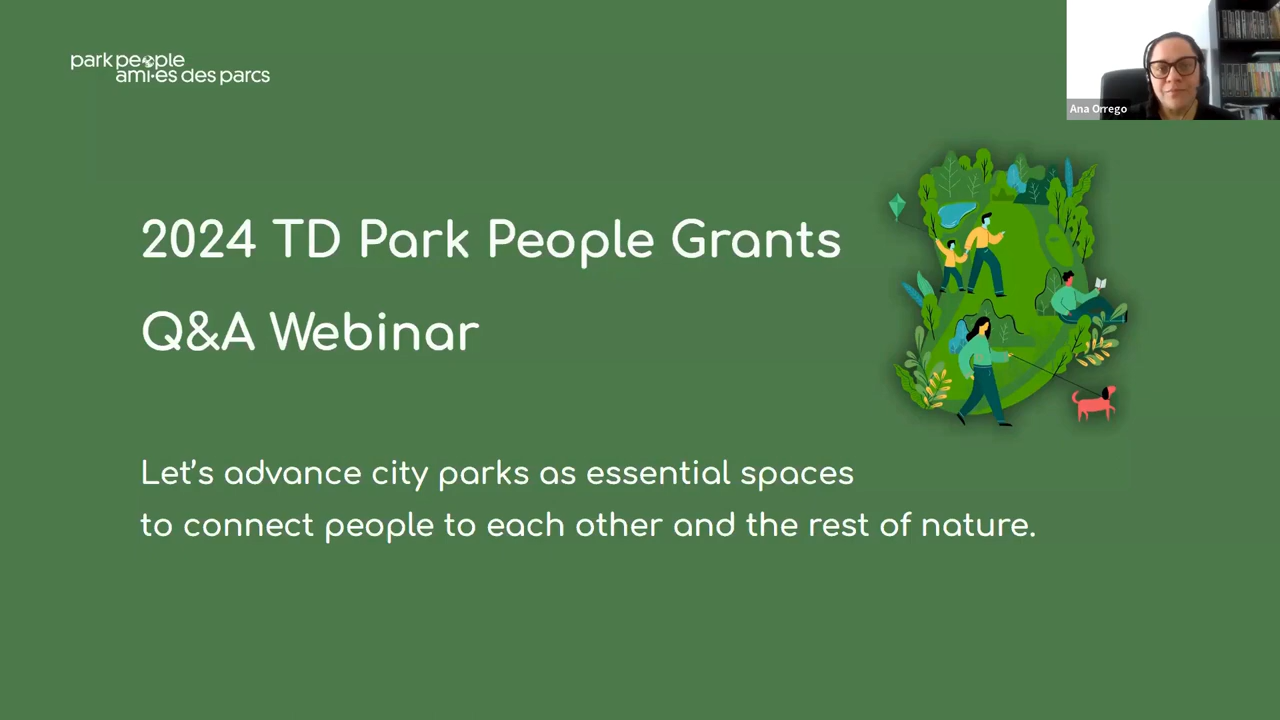 park people
ami·es des parcs
Ana Orrego
2024 TD Park People Grants
Q&A Webinar
Let's advance city parks as essential spaces
to connect people to each other and the rest of nature.